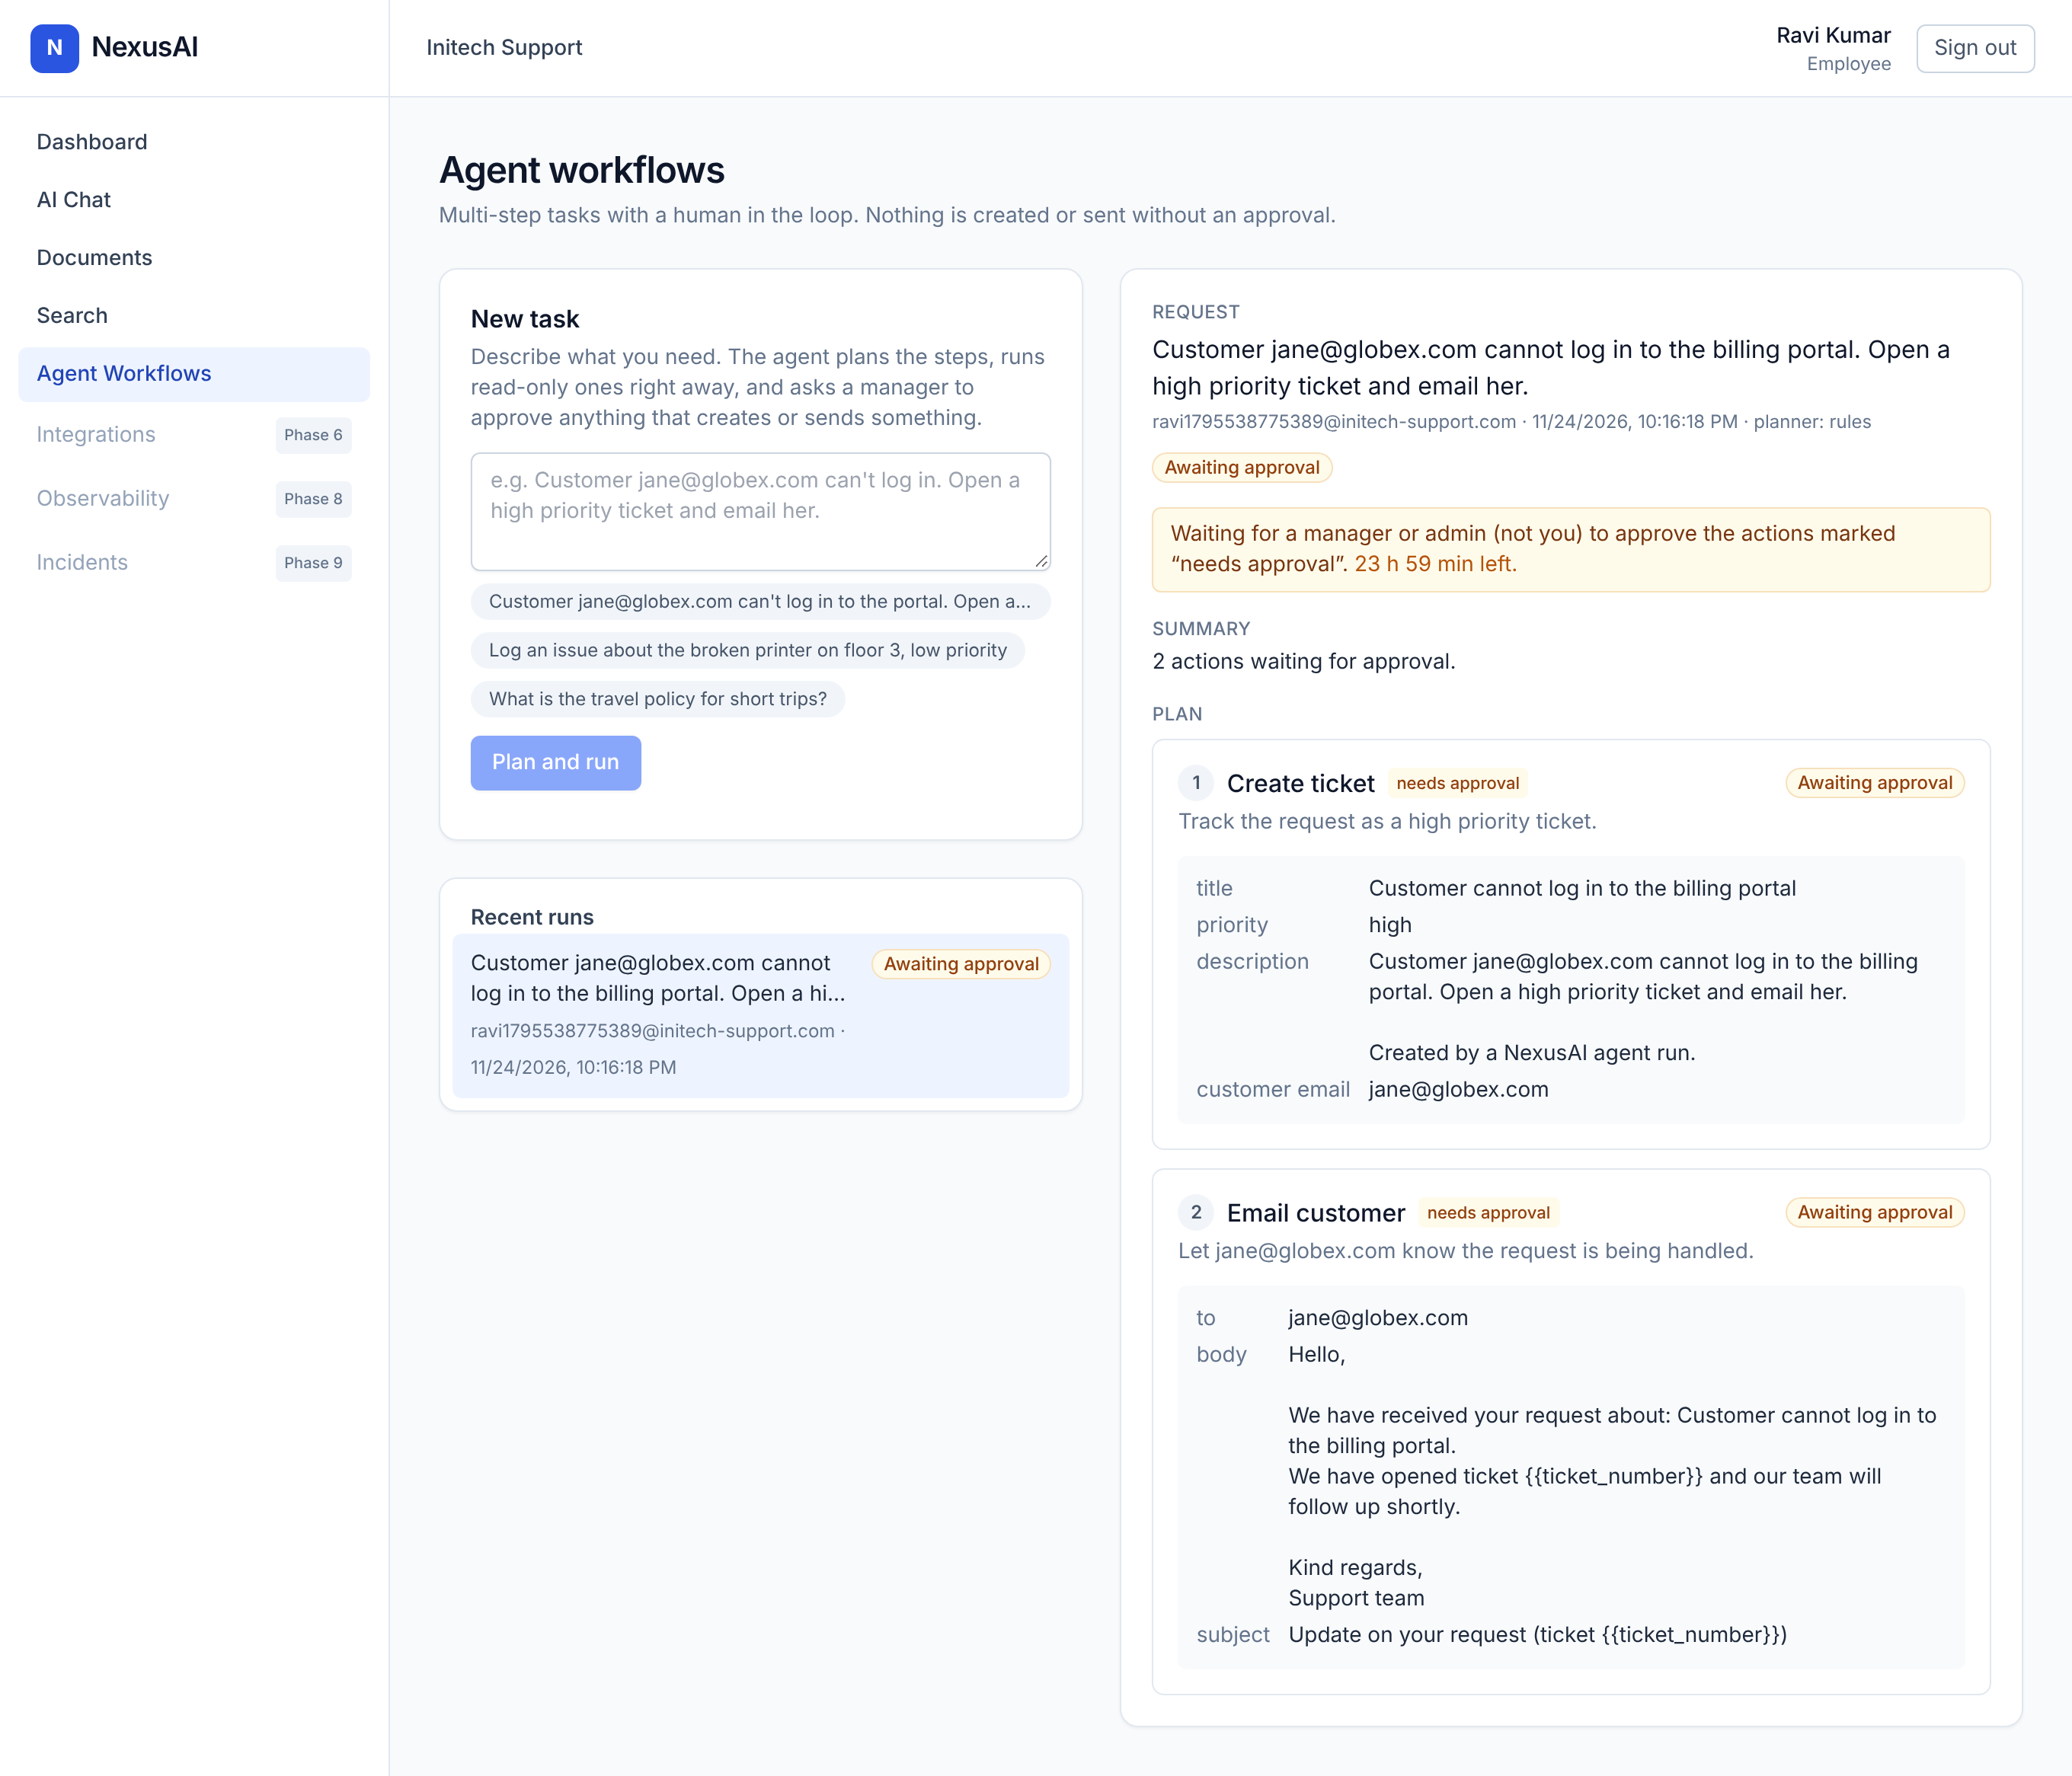 N NexusAI
Initech Support
Ravi Kumar
Employee
Sign out
Dashboard
AI Chat
Documents
Search
Agent Workflows
Integrations Phase 6
Observability Phase 8
Incidents Phase 9
Agent workflows
Multi-step tasks with a human in the loop. Nothing is created or sent without an approval.
New task
Describe what you need. The agent plans the steps, runs
read-only ones right away, and asks a manager to
approve anything that creates or sends something.
e.g. Customer jane@globex.com can't log in. Open a
high priority ticket and email her.
Customer jane@globex.com can't log in to the portal. Open a...
Log an issue about the broken printer on floor 3, low priority
What is the travel policy for short trips?
Plan and run
Recent runs
Customer jane@globex.com cannot
log in to the billing portal. Open a hi...
Awaiting approval
ravi1795538775389@initech-support.com ·
11/24/2026, 10:16:18 PM
REQUEST
Customer jane@globex.com cannot log in to the billing portal. Open a
high priority ticket and email her.
ravi1795538775389@initech-support.com · 11/24/2026, 10:16:18 PM · planner: rules
Awaiting approval
Waiting for a manager or admin (not you) to approve the actions marked
“needs approval”. 23 h 59 min left.
SUMMARY
2 actions waiting for approval.
PLAN
1 Create ticket needs approval Awaiting approval
Track the request as a high priority ticket.
title Customer cannot log in to the billing portal
priority high
description Customer jane@globex.com cannot log in to the billing
portal. Open a high priority ticket and email her.
Created by a NexusAI agent run.
customer email jane@globex.com
2 Email customer needs approval Awaiting approval
Let jane@globex.com know the request is being handled.
to jane@globex.com
body Hello,
We have received your request about: Customer cannot log in to
the billing portal.
We have opened ticket {{ticket_number}} and our team will
follow up shortly.
Kind regards,
Support team
subject Update on your request (ticket {{ticket_number}})